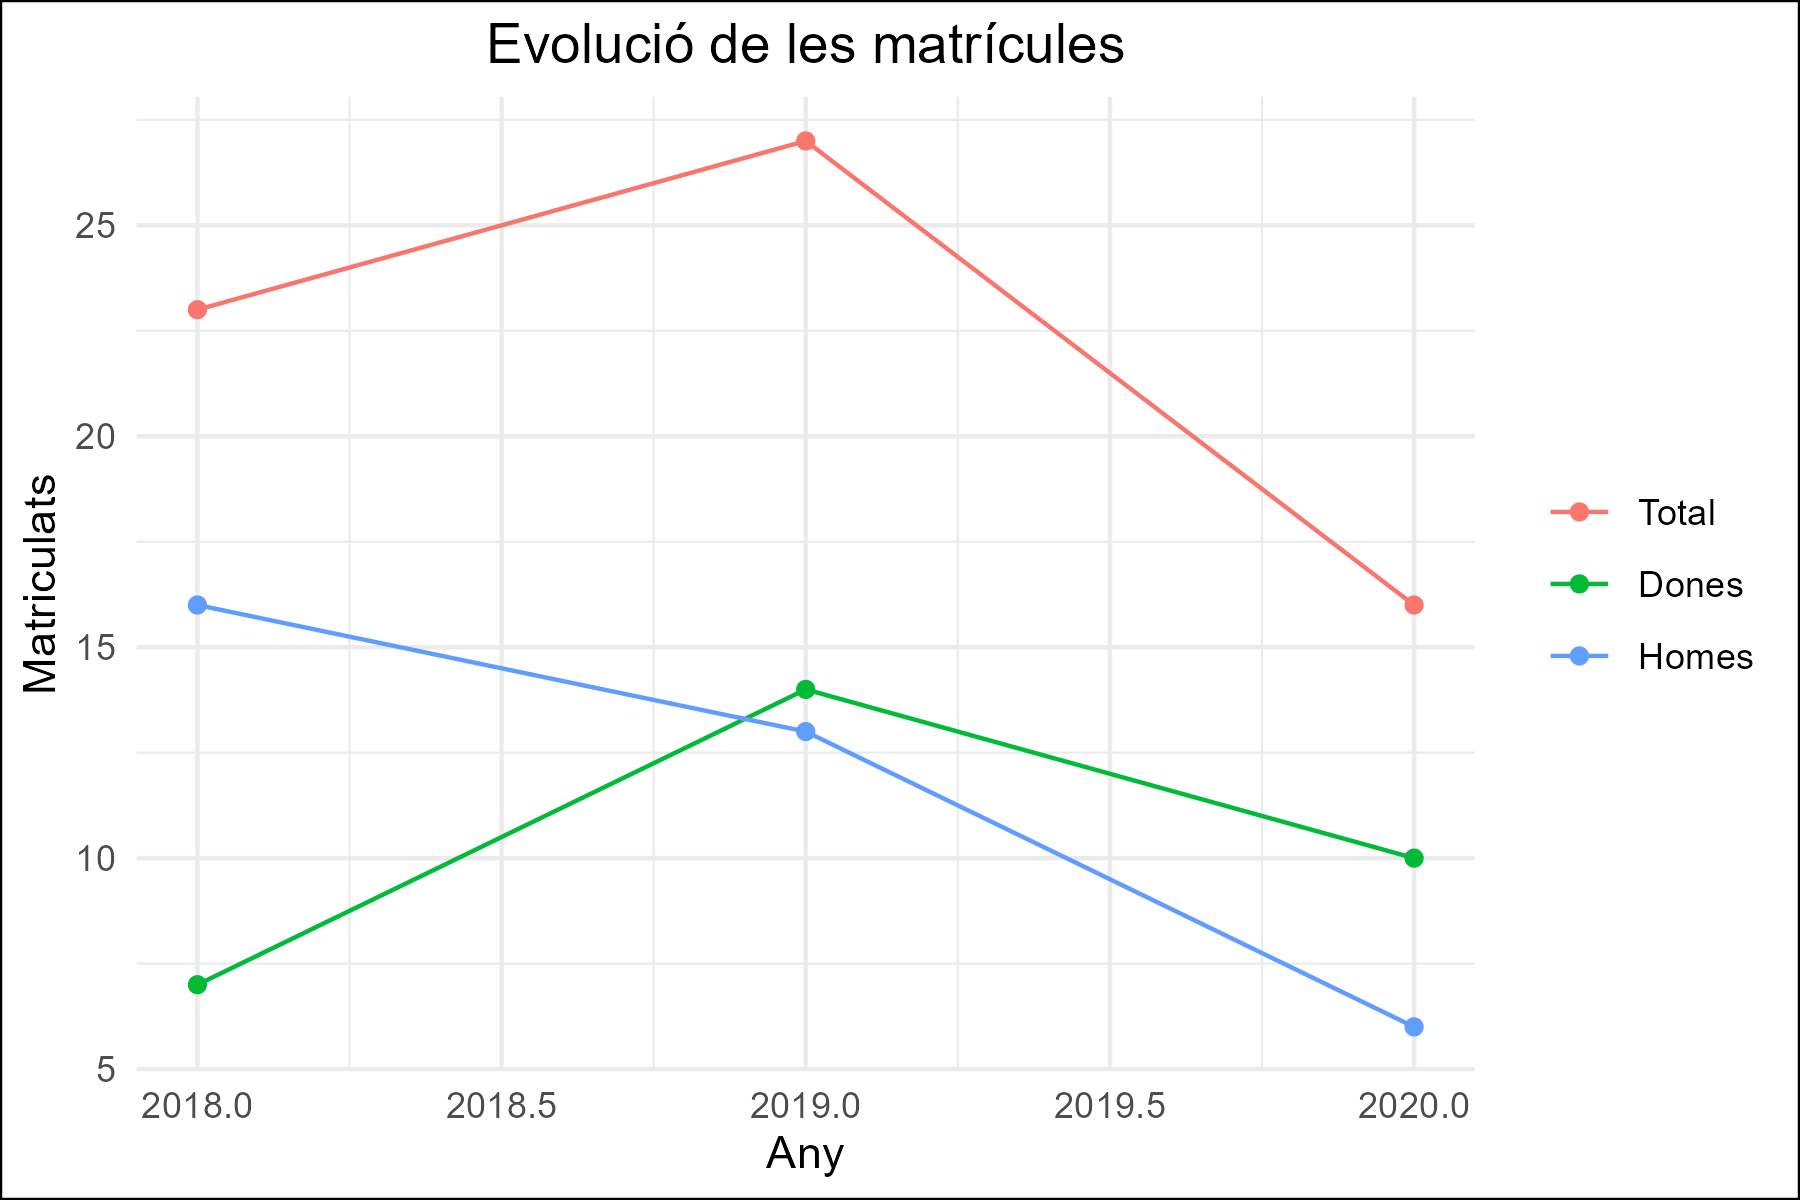 Evolució de les matrícules
Matriculats
25
20
15
10
5
2018.0 2018.5 2019.0 2019.5 2020.0
Any
Total
Dones
Homes